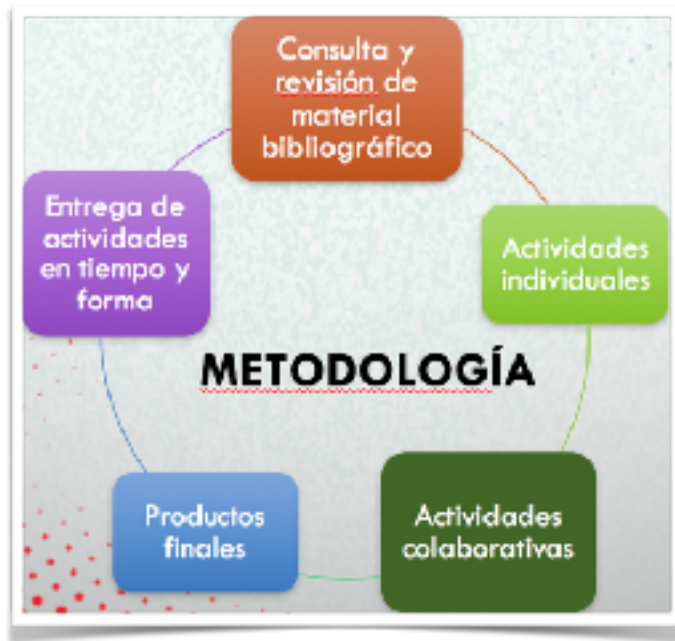 Consulta y
revisión de
material
bibliográfico
Actividades
individuales
Actividades
colaborativas
Productos
finales
Entrega de
actividades
en tiempo y
forma
METODOLOGÍA